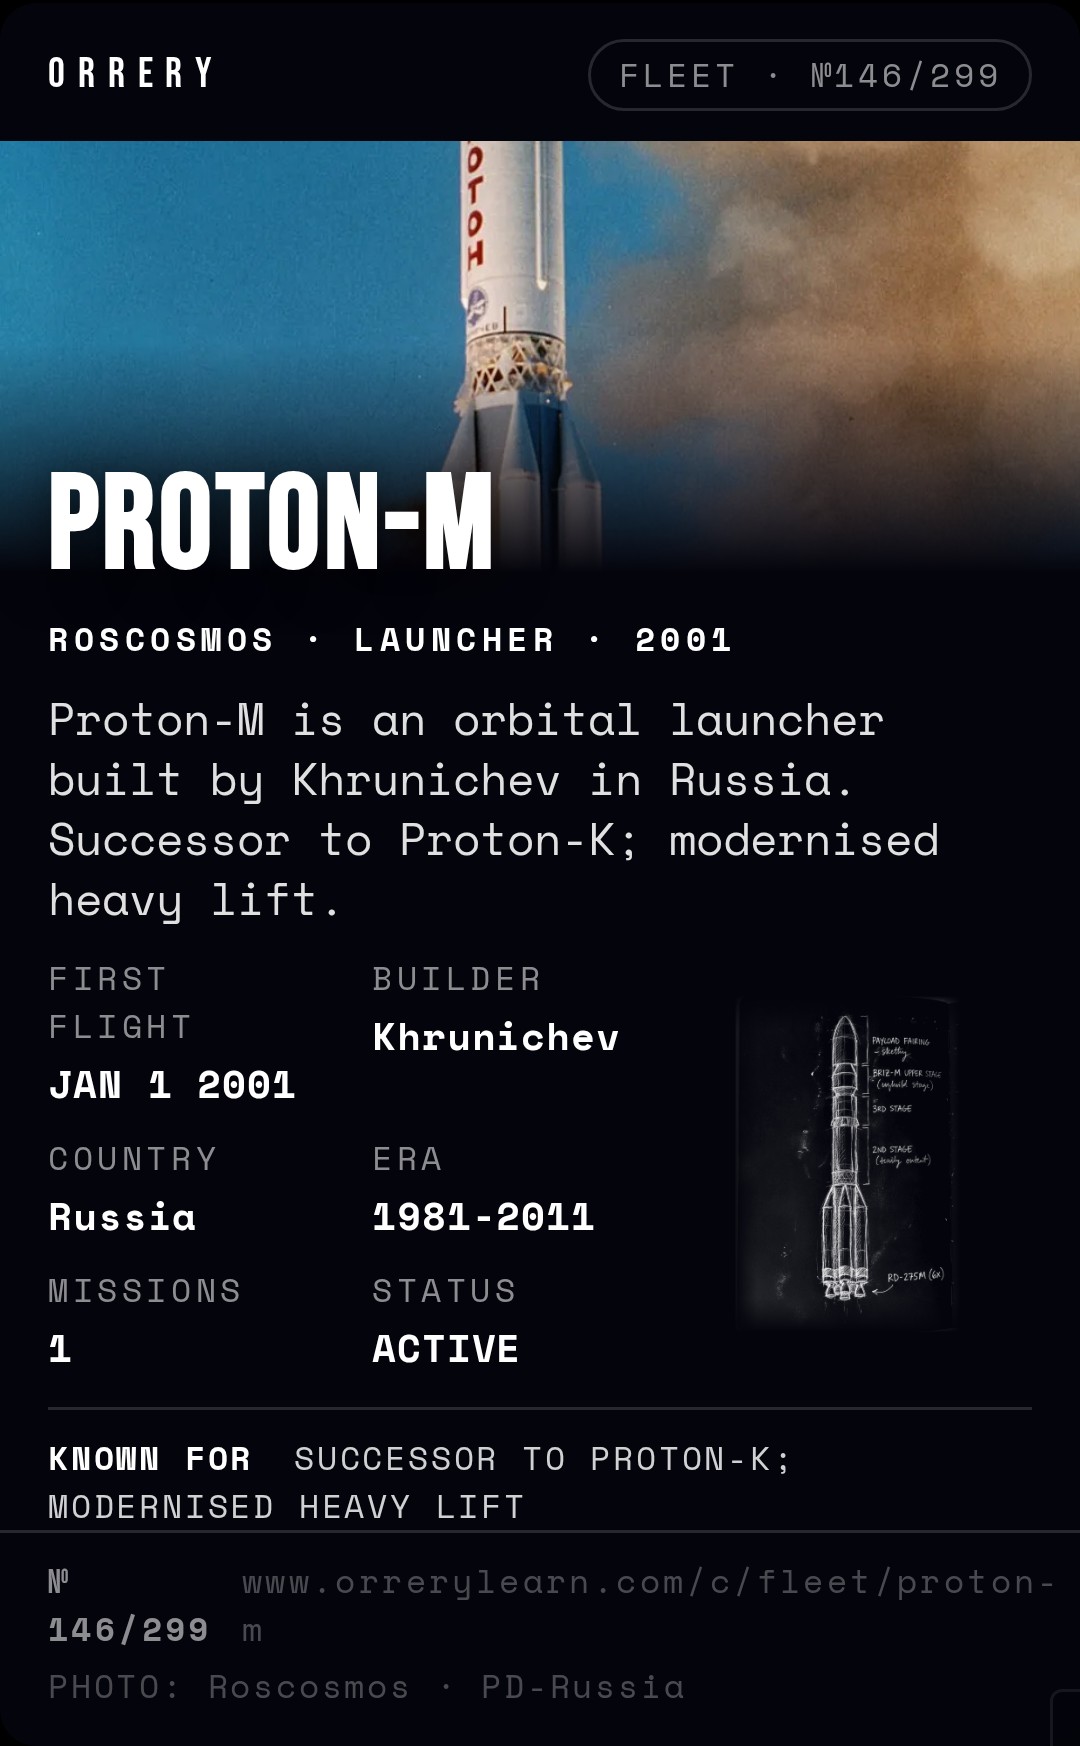 ORRERY
FLEET · №146/299
ОТОН
PROTON-M
ROSCOSMOS · LAUNCHER · 2001
Proton-M is an orbital launcher
built by Khrunichev in Russia.
Successor to Proton-K; modernised
heavy lift.
FIRST
FLIGHT
JAN 1 2001
BUILDER
Khrunichev
COUNTRY
Russia
ERA
1981-2011
MISSIONS
1
STATUS
ACTIVE
PAYLOAD FAIRING
BRIZ-M UPPER STAGE
3RD STAGE
2ND STAGE
RD-275M (6x)
KNOWN FOR SUCCESSOR TO PROTON-K;
MODERNISED HEAVY LIFT
№
146/299
www.orrerylearn.com/c/fleet/proton-
m
PHOTO: Roscosmos · PD-Russia